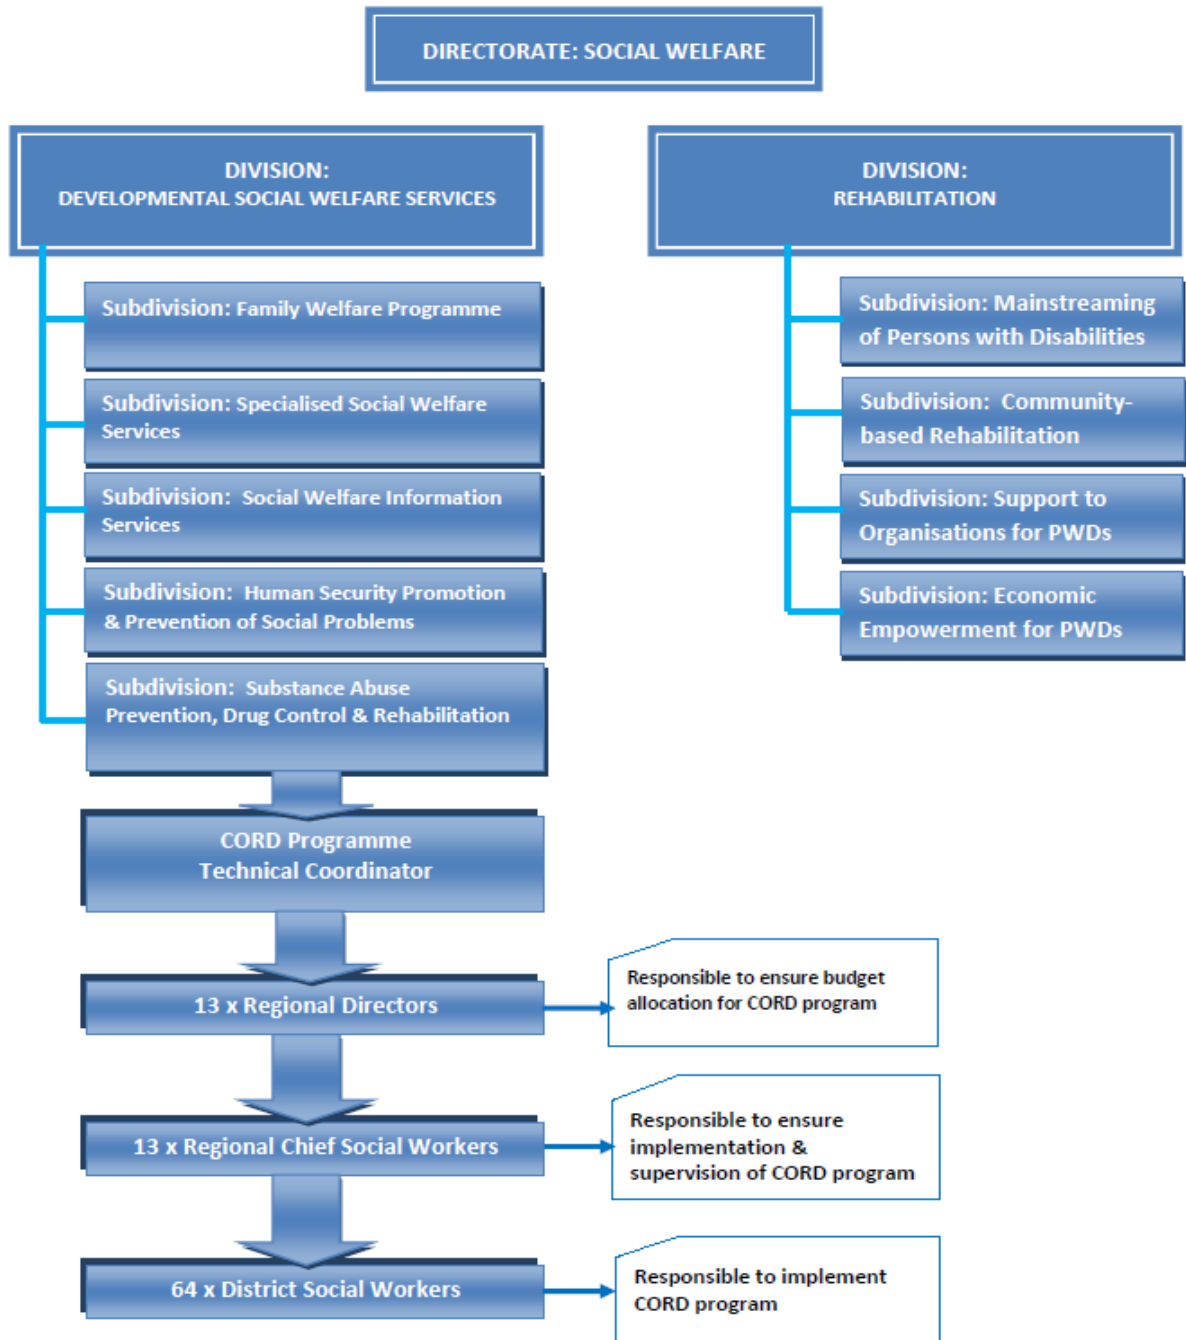 DIRECTORATE: SOCIAL WELFARE
DIVISION:
DEVELOPMENTAL SOCIAL WELFARE SERVICES
DIVISION:
REHABILITATION
Subdivision: Family Welfare Programme
Subdivision: Specialised Social Welfare
Services
Subdivision: Social Welfare Information
Services
Subdivision: Human Security Promotion
& Prevention of Social Problems
Subdivision: Substance Abuse
Prevention, Drug Control & Rehabilitation
Subdivision: Mainstreaming
of Persons with Disabilities
Subdivision: Community-
based Rehabilitation
Subdivision: Support to
Organisations for PWDs
Subdivision: Economic
Empowerment for PWDs
CORD Programme
Technical Coordinator
13 x Regional Directors
Responsible to ensure budget
allocation for CORD program
13 x Regional Chief Social Workers
Responsible to ensure
implementation &
supervision of CORD program
64 x District Social Workers
Responsible to implement
CORD program